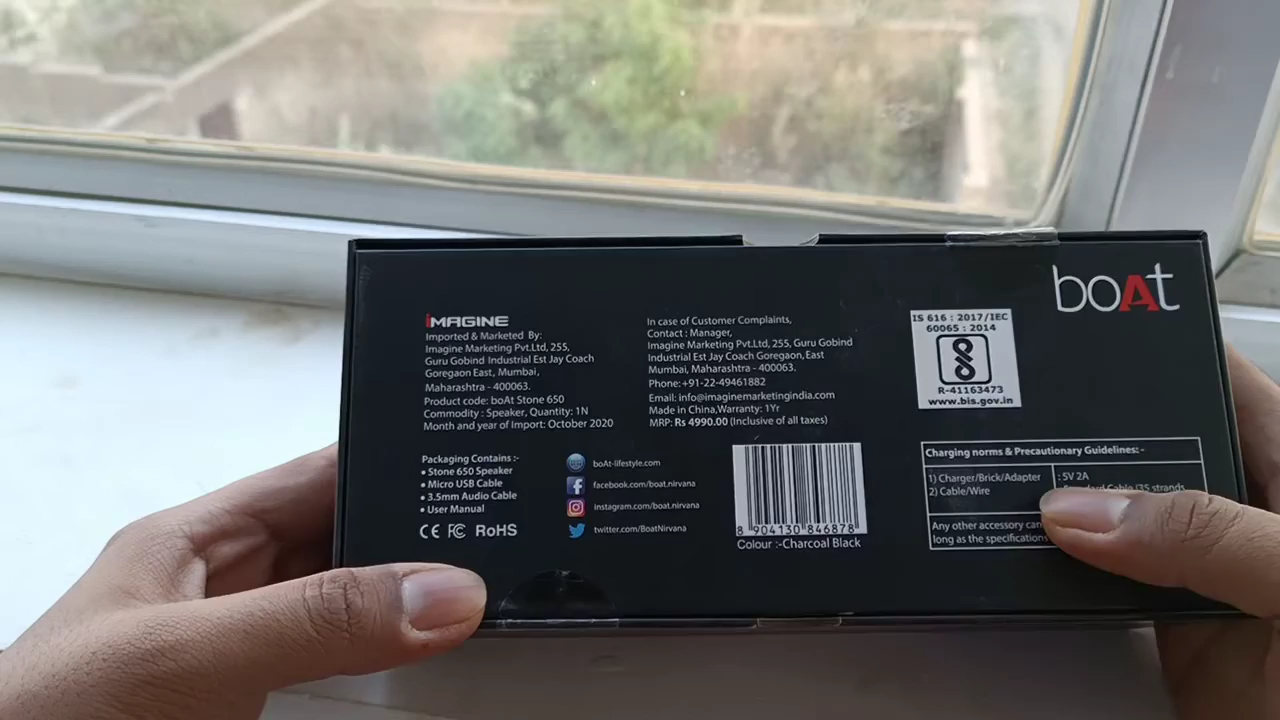 boAt
iMAGINE
Imported & Marketed By:
Imagine Marketing Pvt.Ltd, 255,
Guru Gobind Industrial Est Jay Coach
Goregaon East, Mumbai,
Maharashtra - 400063.
Product code: boAt Stone 650
Commodity : Speaker, Quantity: 1N
Month and year of Import: October 2020
In case of Customer Complaints,
Contact : Manager,
Imagine Marketing Pvt.Ltd, 255, Guru Gobind
Industrial Est Jay Coach Goregaon,East
Mumbai, Maharashtra - 400063.
Phone:+91-22-49461882
Email: info@imaginemarketingindia.com
Made in China,Warranty: 1Yr
MRP: Rs 4990.00 (Inclusive of all taxes)
IS 616 : 2017/IEC
60065 : 2014
R-41163473
www.bis.gov.in
Packaging Contains :-
• Stone 650 Speaker
• Micro USB Cable
• 3.5mm Audio Cable
• User Manual
CE FC RoHS
boAt-lifestyle.com
facebook.com/boat.nirvana
Instagram.com/boat.nirvana
twitter.com/BoatNirvana
8 904130 846878
Colour :-Charcoal Black
Charging norms & Precautionary Guidelines: -
1) Charger/Brick/Adapter : 5V 2A
2) Cable/Wire : Standard Cable /35 strands
Any other accessory can
long as the specifications